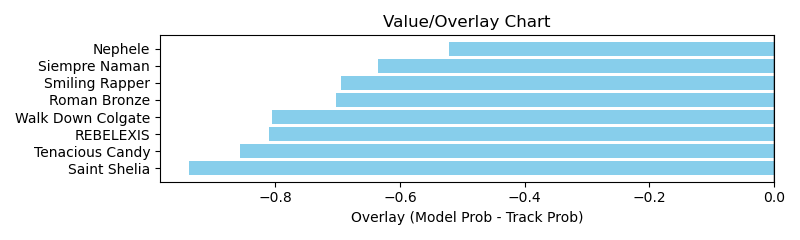 Value/Overlay Chart
Nephele
Siempre Naman
Smiling Rapper
Roman Bronze
Walk Down Colgate
REBELEXIS
Tenacious Candy
Saint Shelia
−0.8 −0.6 −0.4 −0.2 0.0
Overlay (Model Prob - Track Prob)